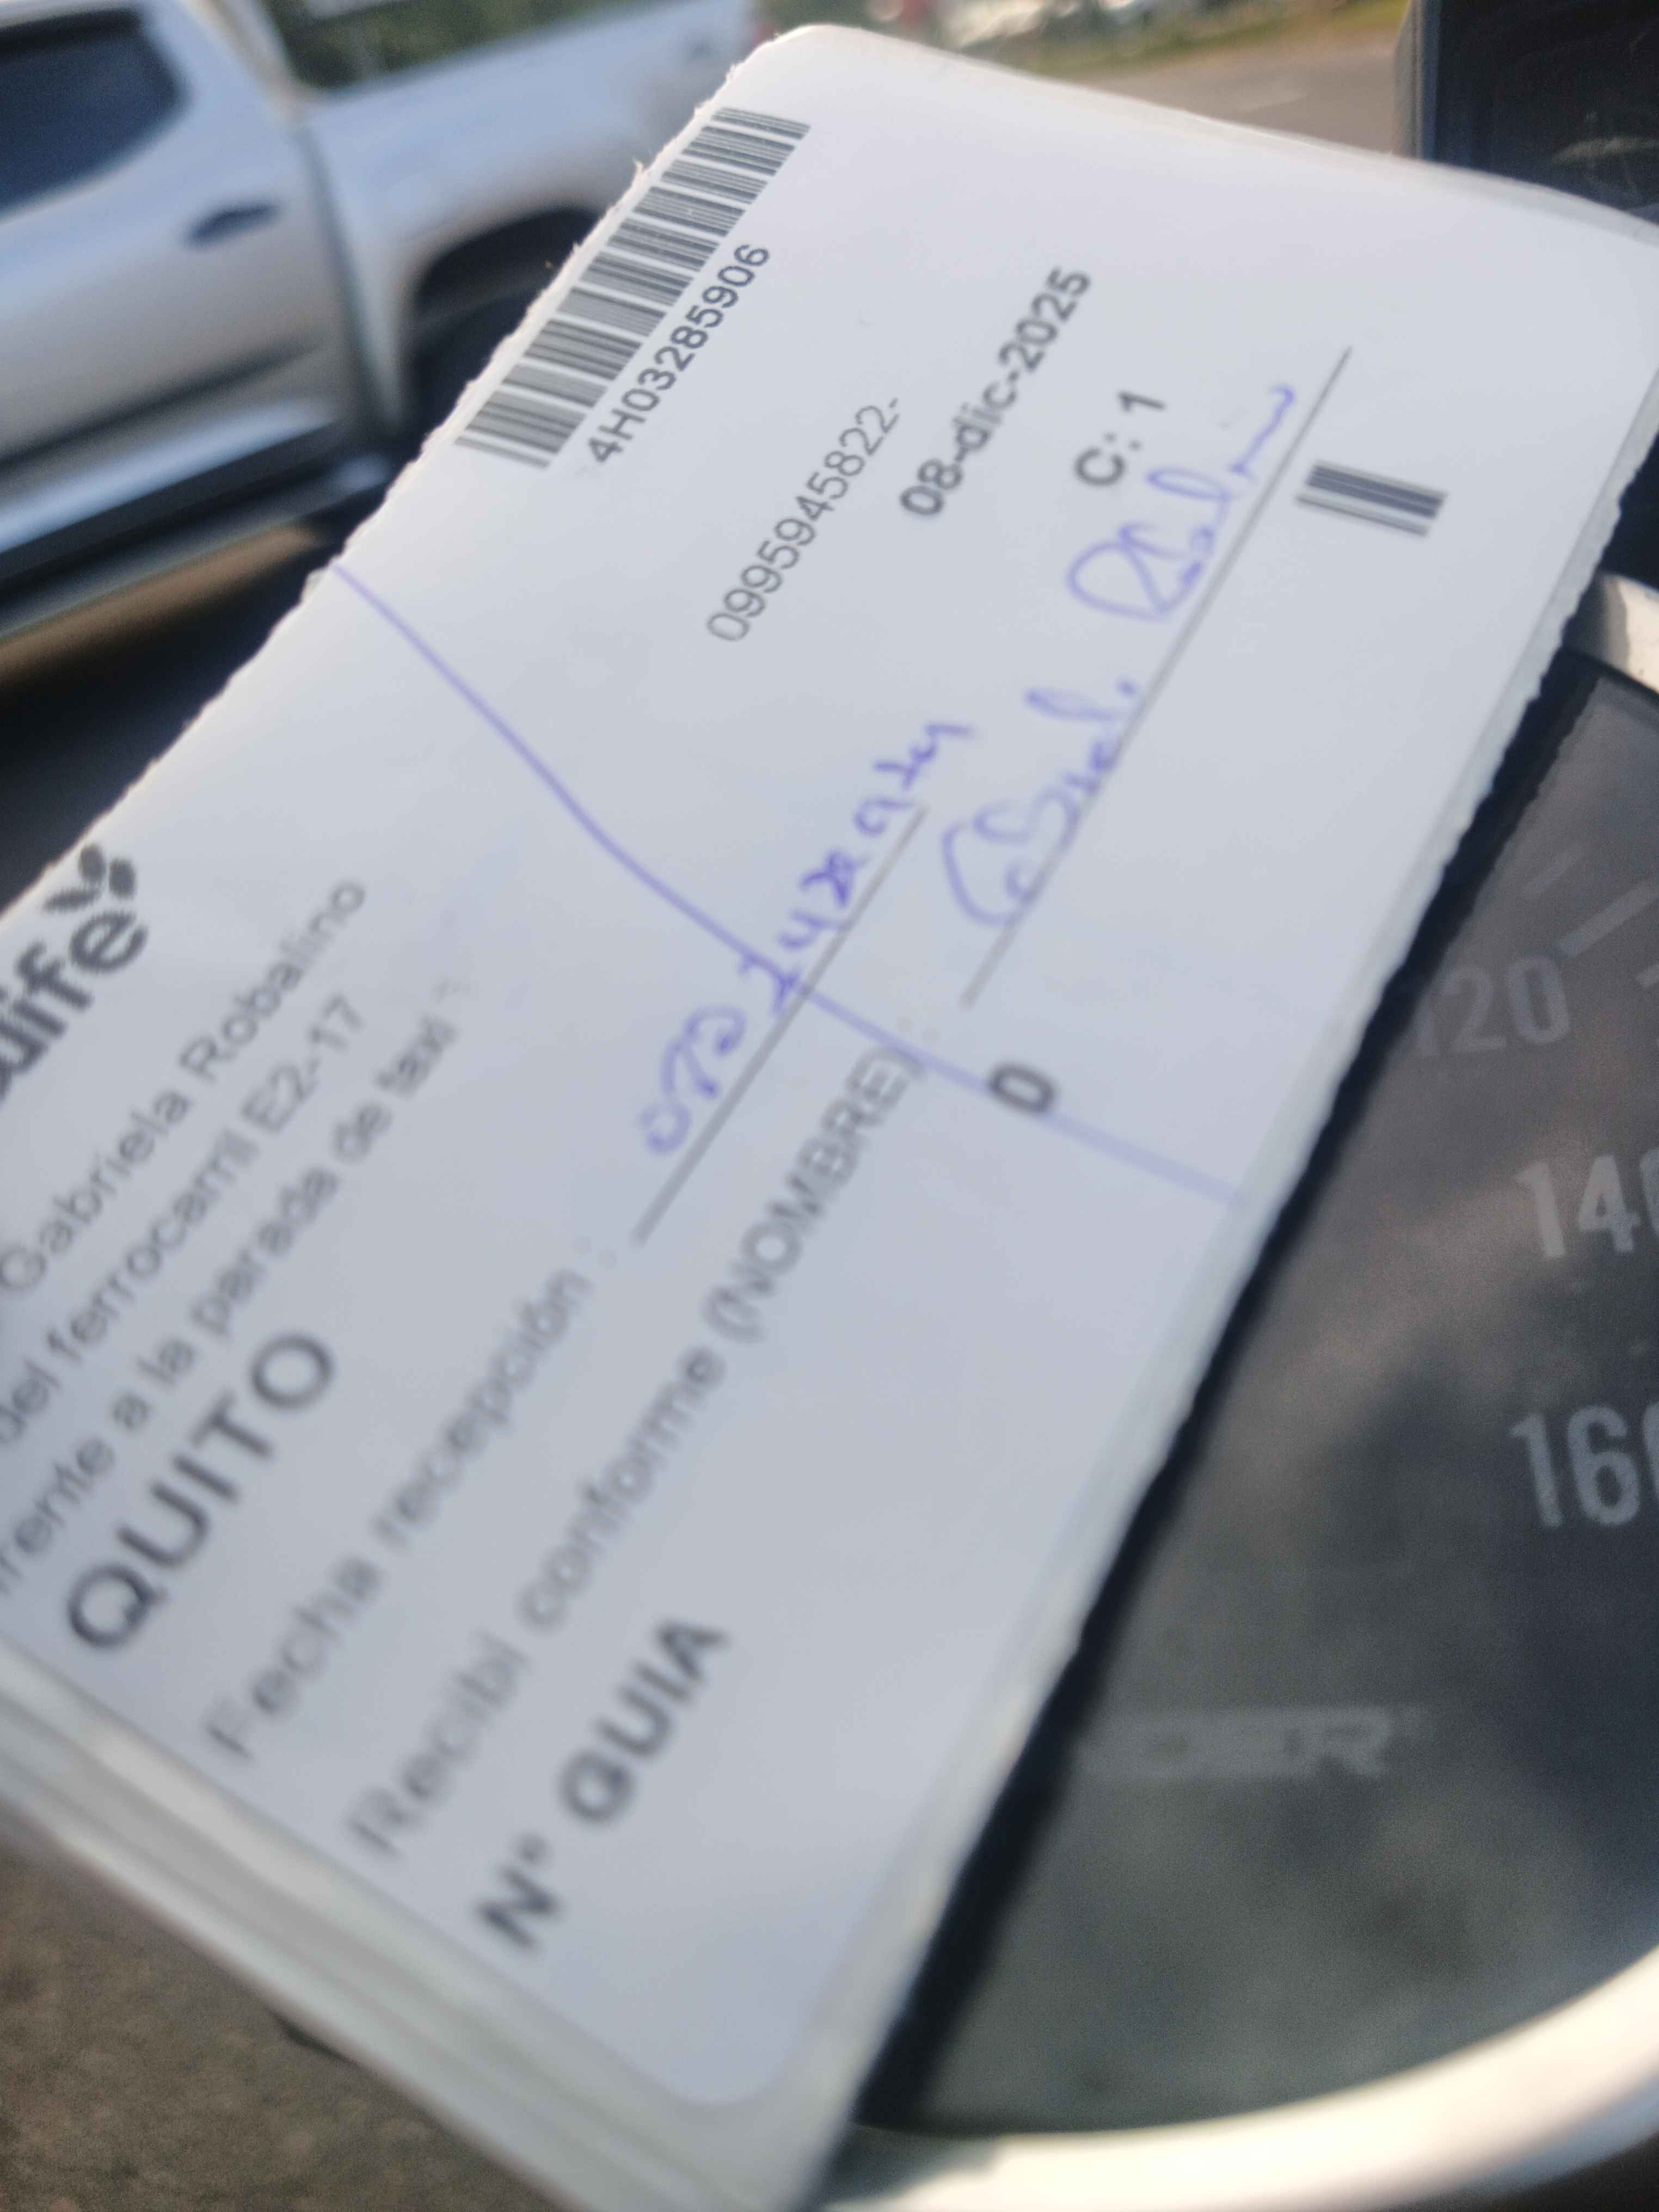 life
4H03285906
Gabriela Robalino
del ferrocarril E2-17
0995945822-
frente a la parada de taxi
QUITO
08-dic-2025
Fecha recepción :
C: 1
Recibí conforme (NOMBRE) :
N° GUIA
0
120
140
160